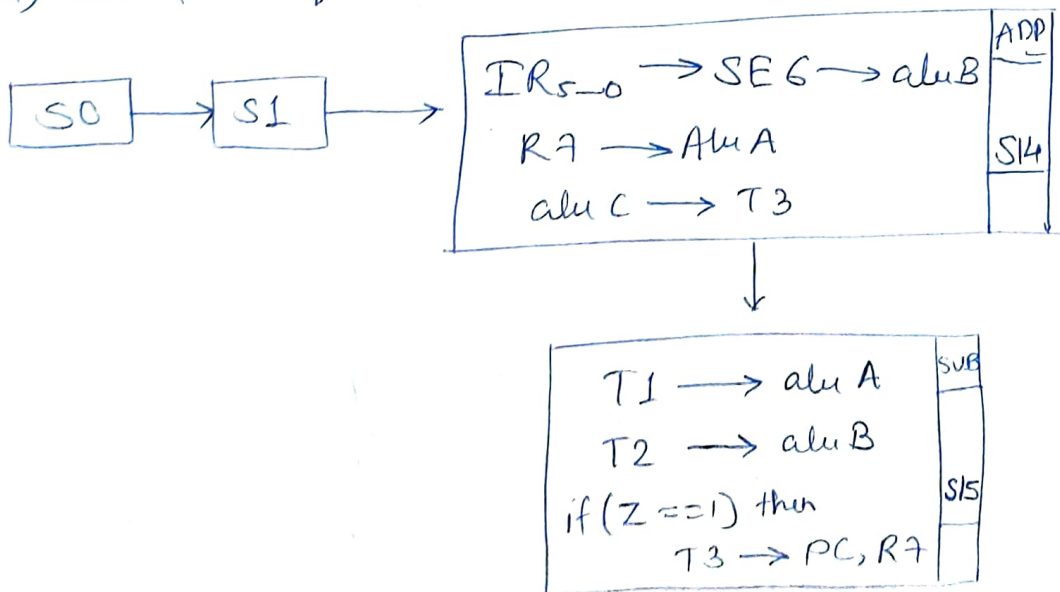 S0
S1
IR5-0 → SE6 → aluB
R7 → Alu A
alu C → T3
ADD
S14
T1 → alu A
T2 → alu B
if (Z ==1) then
T3 → PC, R7
SUB
S15